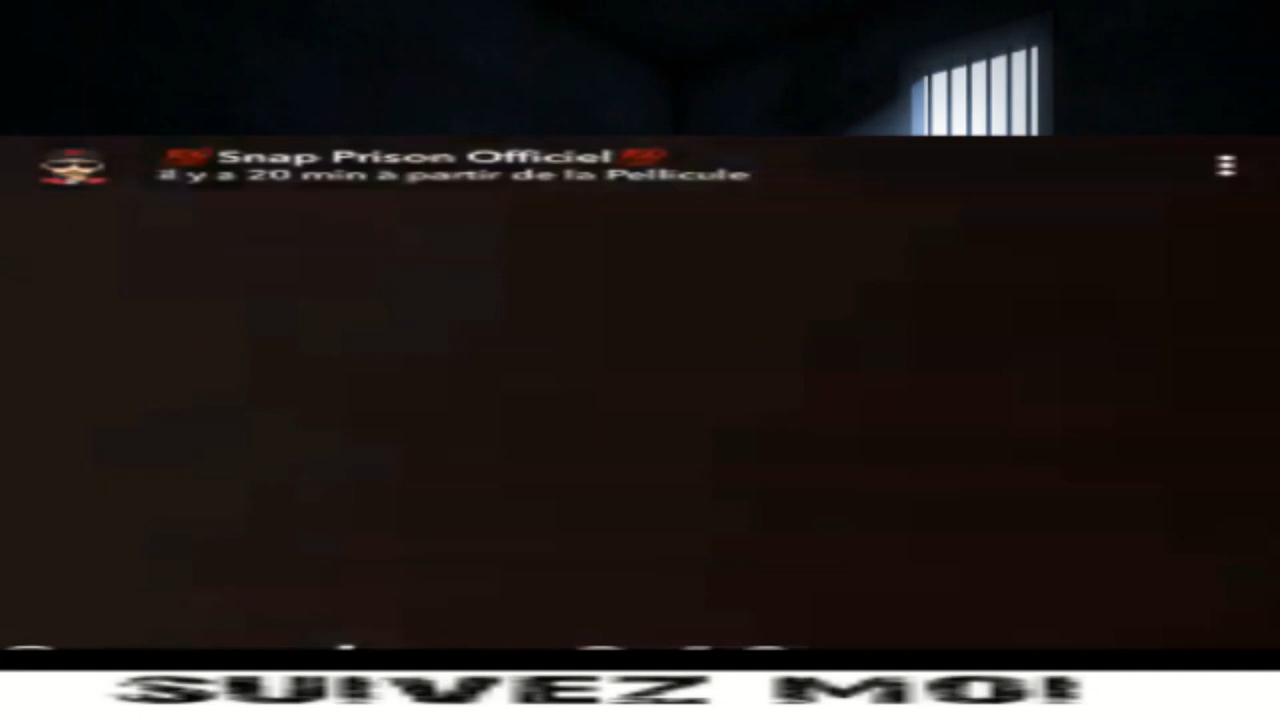 💯Snap Prison Officiel💯
il y a 20 min à partir de la Pellicule
SUIVEZ MOI